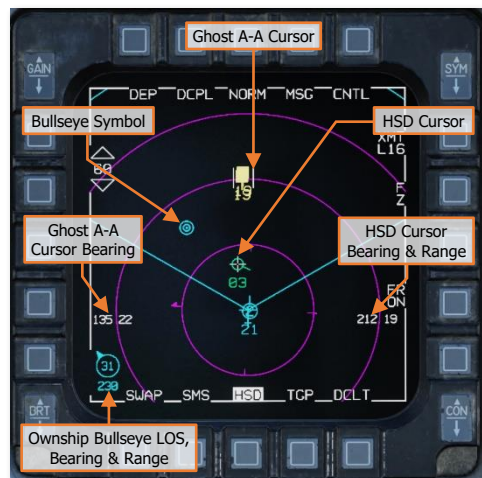 Ghost A-A Cursor
GAIN
SYM
DEP DCPL NORM MSG CNTL
Bullseye Symbol
HSD Cursor
XMT
L16
60
FZ
19
Ghost A-A
Cursor Bearing
HSD Cursor
Bearing & Range
03
FR
ON
135 22
21
212 19
31
230
SWAP SMS HSD TGP DCLT
BRT
CON
Ownship Bullseye LOS,
Bearing & Range